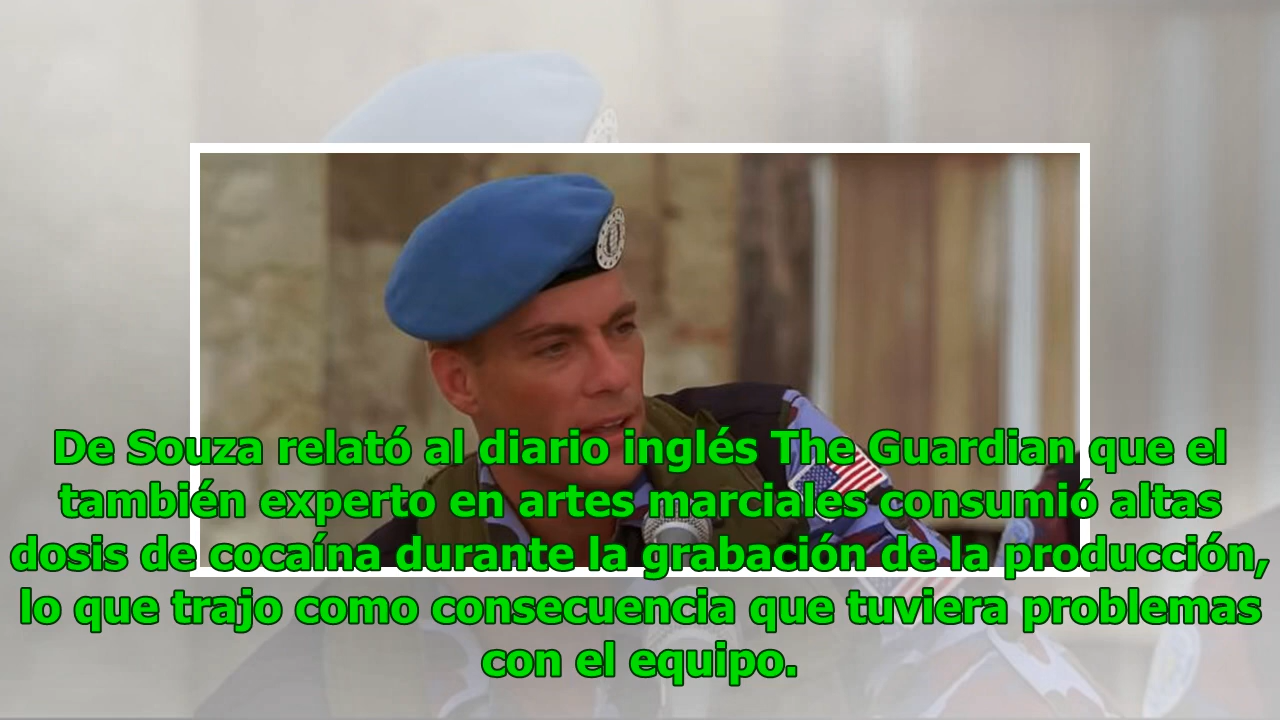 De Souza relató al diario inglés The Guardian que el
también experto en artes marciales consumió altas
dosis de cocaína durante la grabación de la producción,
lo que trajo como consecuencia que tuviera problemas
con el equipo.